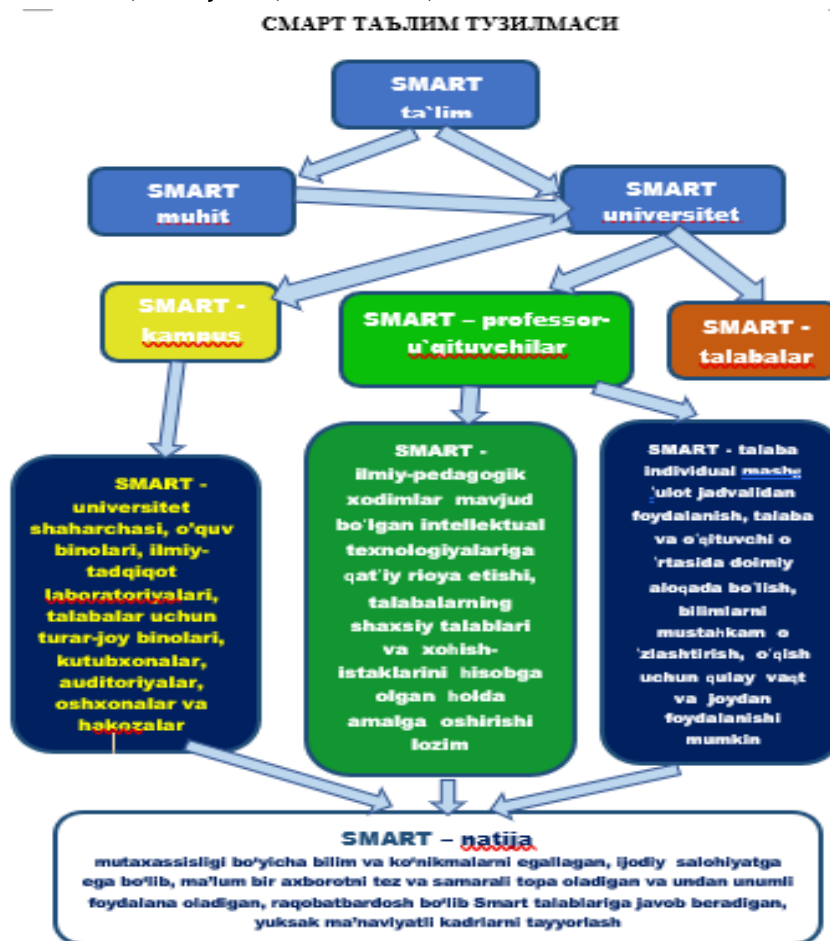 СМАРТ ТАЪЛИМ ТУЗИЛМАСИ
SMART
ta`lim
SMART
muhit
SMART
universitet
SMART -
kampus
SMART – professor-
u`qituvchilar
SMART -
talabalar
SMART -
universitet
shaharchasi, o'quv
binolari, ilmiy-
tadqiqot
laboratoriyalari,
talabalar uchun
turar-joy binolari,
kutubxonalar,
auditoriyalar,
oshxonalar va
hakozalar
SMART -
ilmiy-pedagogik
xodimlar mavjud
bo'lgan intellektual
texnologiyalariga
qat'iy rioya etishi,
talabalarning
shaxsiy talablari
va xohish-
istaklarini hisobga
olgan holda
amalga oshirishi
lozim
SMART - talaba
individual mashg
'ulot jadvalidan
foydalanish, talaba
va o'qituvchi o
'rtasida doimiy
aloqada bo'lish,
bilimlarni
mustahkam o
'zlashtirish, o'qish
uchun qulay vaqt
va joydan
foydalanishi
mumkin
SMART – natija
mutaxassisligi bo'yicha bilim va ko'nikmalarni egallagan, ijodiy salohiyatga
ega bo'lib, ma'lum bir axborotni tez va samarali topa oladigan va undan unumli
foydalana oladigan, raqobatbardosh bo'lib Smart talablariga javob beradigan,
yuksak ma'naviyatli kadrlarni tayyorlash